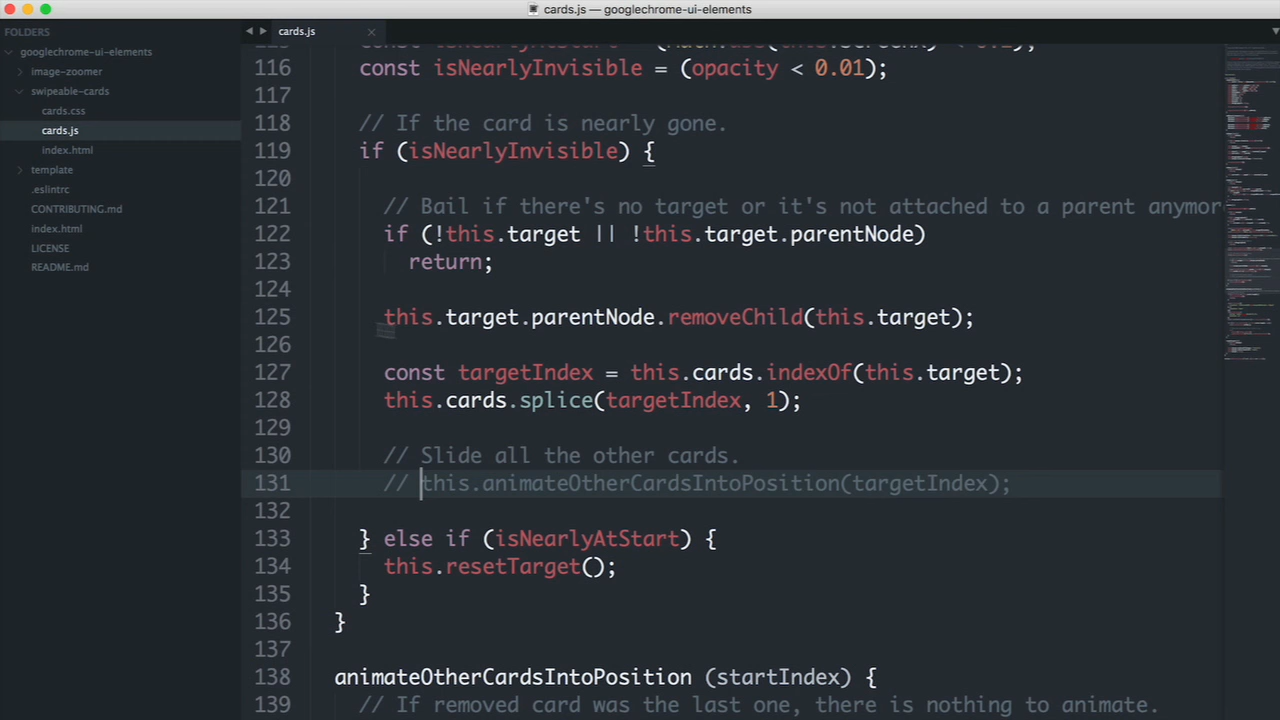 cards.js — googlechrome-ui-elements
FOLDERS
googlechrome-ui-elements
image-zoomer
swipeable-cards
cards.css
cards.js
index.html
template
.eslintrc
CONTRIBUTING.md
index.html
LICENSE
README.md
cards.js
116 const isNearlyInvisible = (opacity < 0.01);
117
118 // If the card is nearly gone.
119 if (isNearlyInvisible) {
120
121 // Bail if there's no target or it's not attached to a parent anymor
122 if (!this.target || !this.target.parentNode)
123 return;
124
125 this.target.parentNode.removeChild(this.target);
126
127 const targetIndex = this.cards.indexOf(this.target);
128 this.cards.splice(targetIndex, 1);
129
130 // Slide all the other cards.
131 // this.animateOtherCardsIntoPosition(targetIndex);
132
133 } else if (isNearlyAtStart) {
134 this.resetTarget();
135 }
136 }
137
138 animateOtherCardsIntoPosition (startIndex) {
139 // If removed card was the last one, there is nothing to animate.